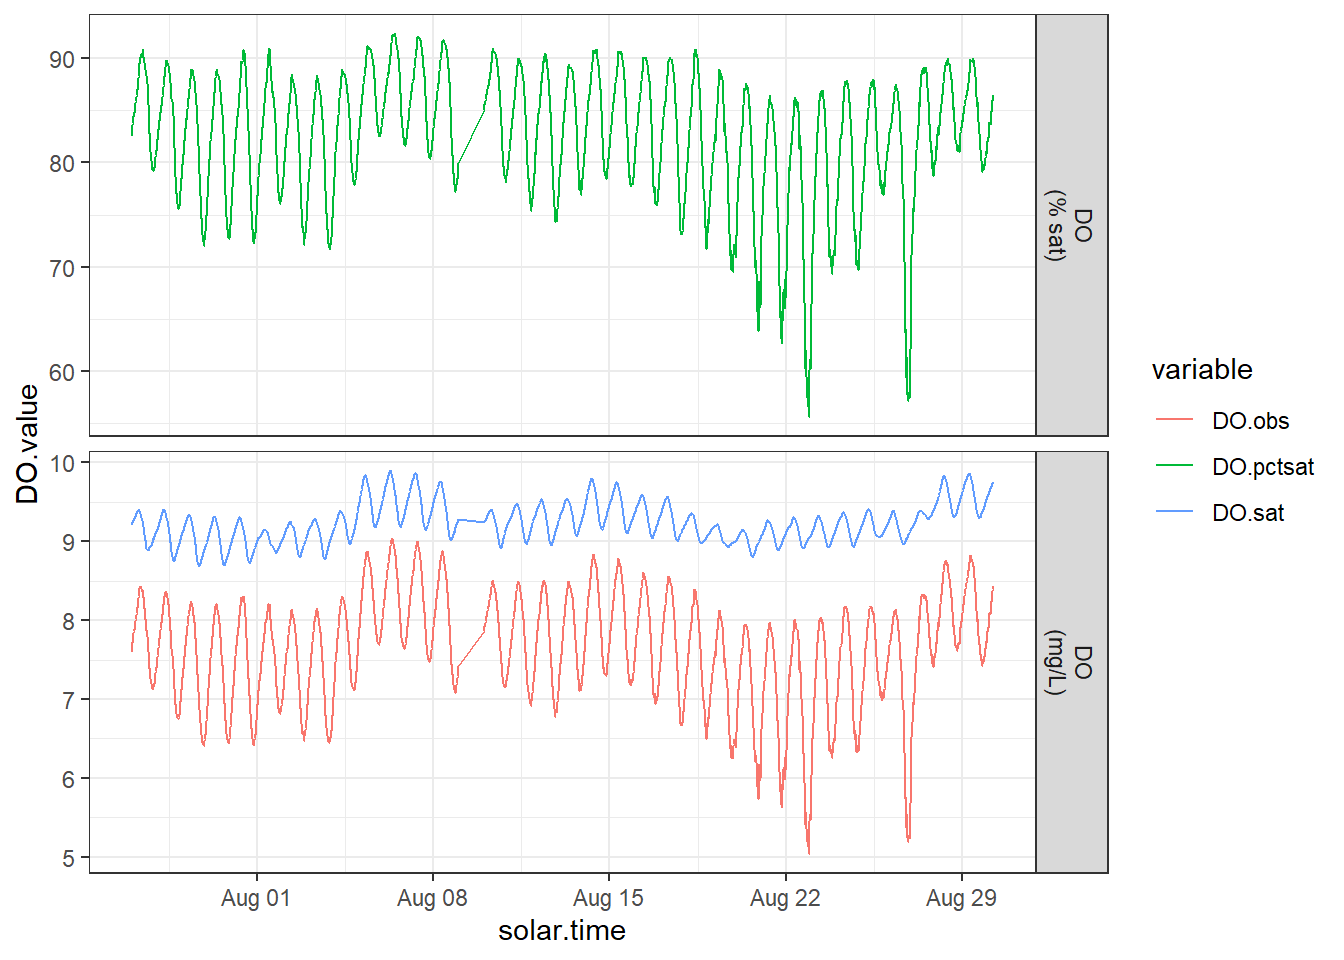 DO.value
90
80
70
60
DO
(% sat)
10
9
8
7
6
5
DO
(mg/L)
Aug 01
Aug 08
Aug 15
Aug 22
Aug 29
solar.time
variable
DO.obs
DO.pctsat
DO.sat